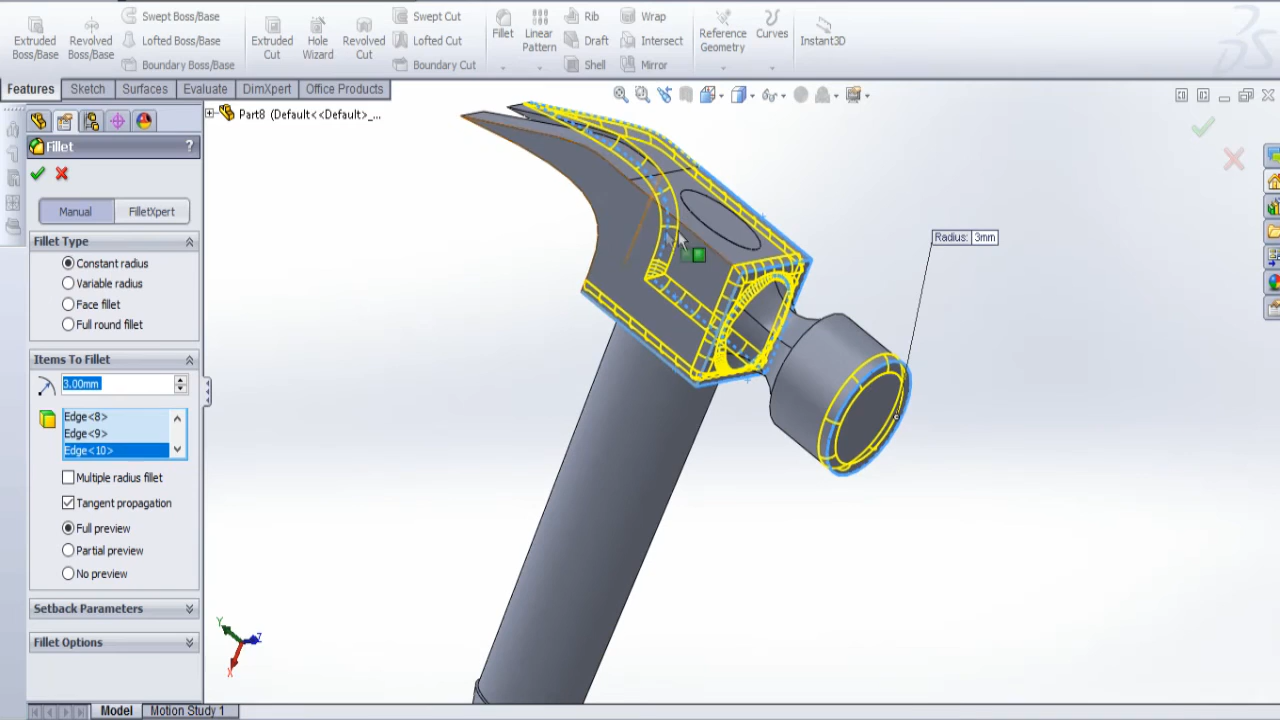 Extruded Boss/Base
Revolved Boss/Base
Swept Boss/Base
Lofted Boss/Base
Boundary Boss/Base
Extruded Cut
Hole Wizard
Revolved Cut
Swept Cut
Lofted Cut
Boundary Cut
Fillet
Linear Pattern
Rib
Draft
Shell
Wrap
Intersect
Mirror
Reference Geometry
Curves
Instant3D
Features
Sketch
Surfaces
Evaluate
DimXpert
Office Products
Part8 (Default<<Default>_...
Fillet
?
Manual
FilletXpert
Fillet Type
Constant radius
Variable radius
Face fillet
Full round fillet
Items To Fillet
3.00mm
Edge<8>
Edge<9>
Edge<10>
Multiple radius fillet
Tangent propagation
Full preview
Partial preview
No preview
Setback Parameters
Fillet Options
Radius: 3mm
Y
Z
X
Model
Motion Study 1